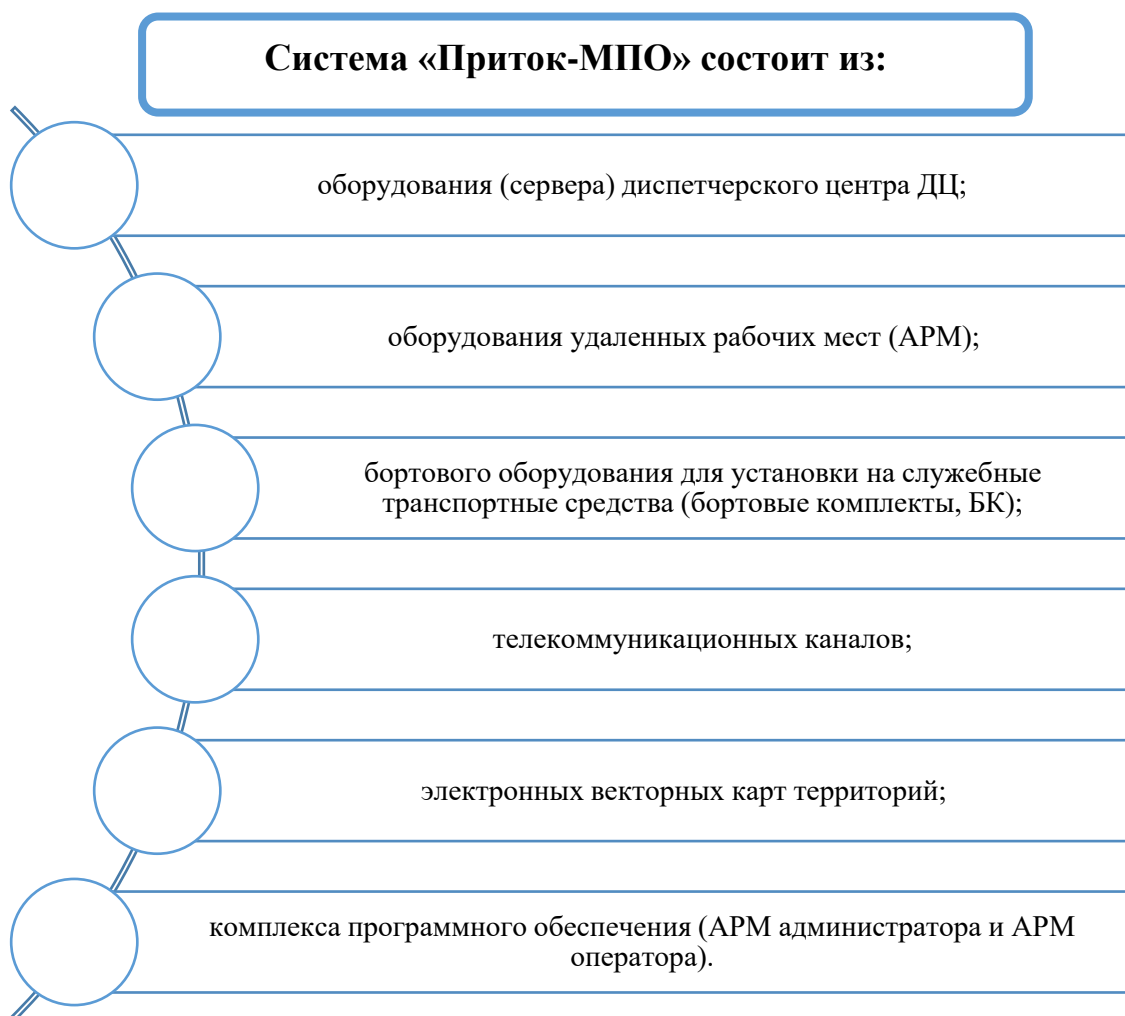 Система «Приток-МПО» состоит из:
оборудования (сервера) диспетчерского центра ДЦ;
оборудования удаленных рабочих мест (АРМ);
бортового оборудования для установки на служебные
транспортные средства (бортовые комплекты, БК);
телекоммуникационных каналов;
электронных векторных карт территорий;
комплекса программного обеспечения (АРМ администратора и АРМ
оператора).